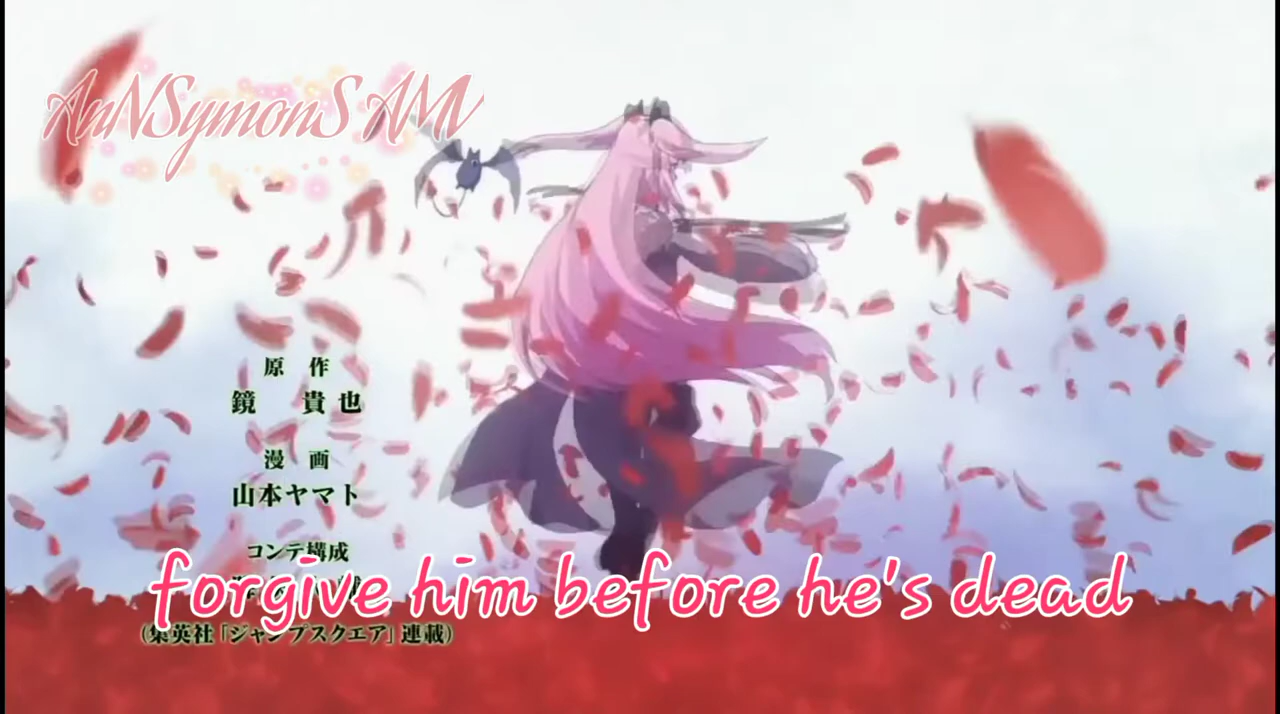 AnNSymonS AMV
原 作
鏡 貴也
漫 画
山本ヤマト
コンテ構成
forgive him before he's dead
(集英社「ジャンプスクエア」連載)